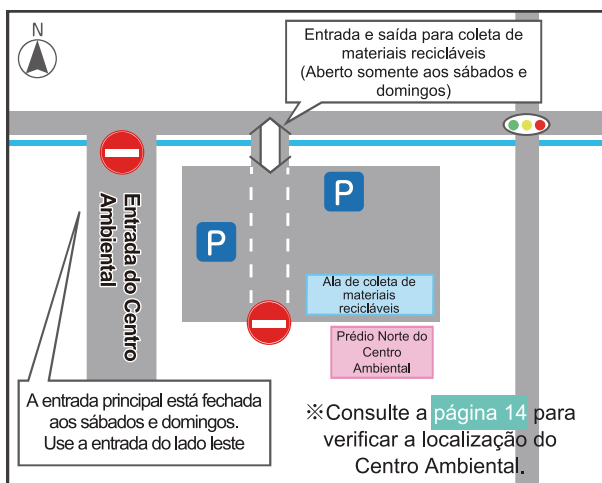 N
Entrada e saída para coleta de
materiais recicláveis
(Aberto somente aos sábados e
domingos)
P
P
Entrada do Centro
Ambiental
Ala de coleta de
materiais
recicláveis
Prédio Norte do
Centro
Ambiental
A entrada principal está fechada
aos sábados e domingos.
Use a entrada do lado leste
※Consulte a página 14 para
verificar a localização do
Centro Ambiental.